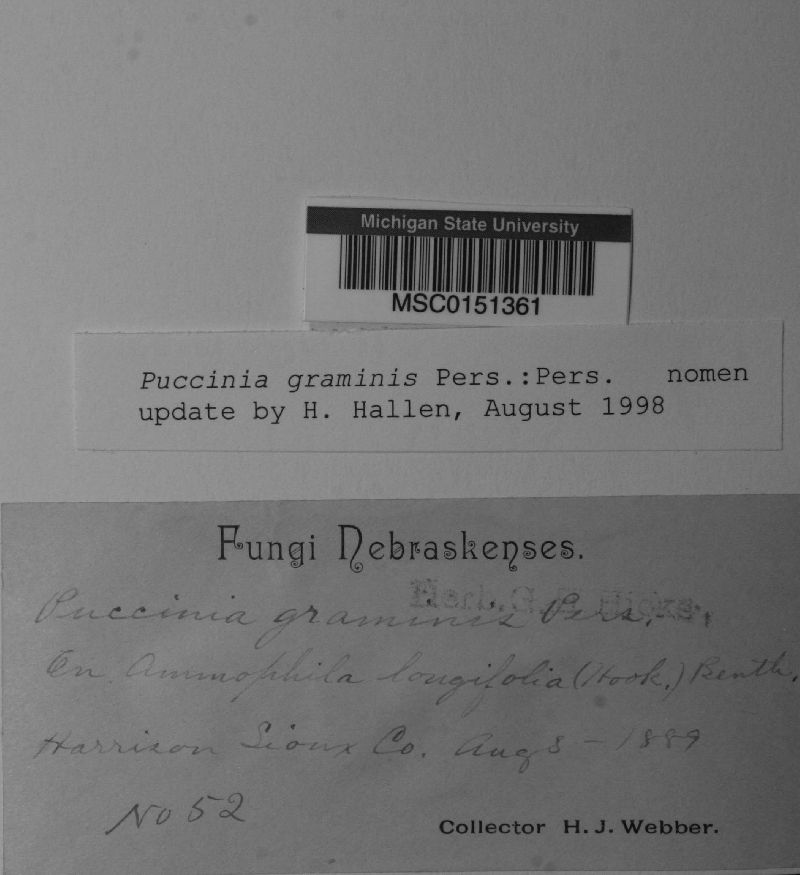 Michigan State University
MSC0151361
Puccinia graminis Pers.:Pers. nomen
update by H. Hallen, August 1998
Fungi Nebraskenses.
Puccinia graminis Pers.
On Ammophila longifolia (Hook.) Benth.
Harrison Sioux Co. Aug 8 - 1889
No 52
Collector H. J. Webber.